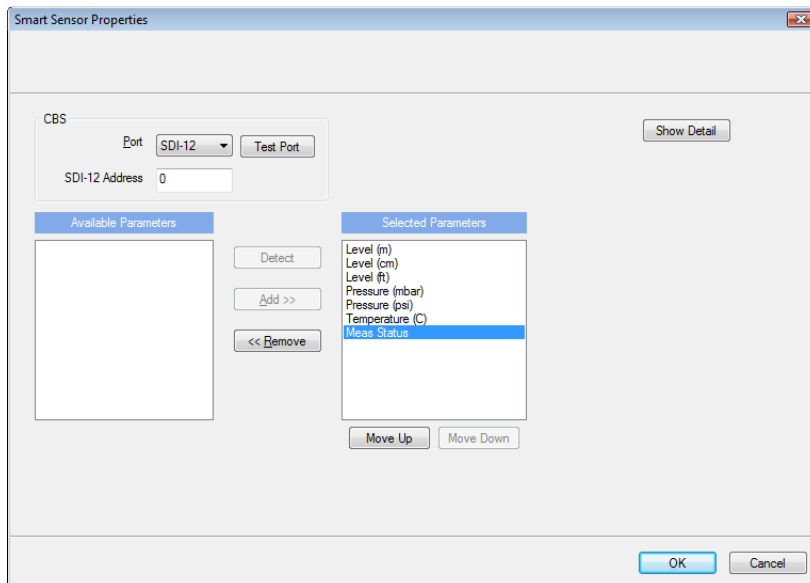 Smart Sensor Properties
CBS
Port SDI-12 Test Port
Show Detail
SDI-12 Address 0
Available Parameters
Selected Parameters
Detect
Add >>
<< Remove
Level (m)
Level (cm)
Level (ft)
Pressure (mbar)
Pressure (psi)
Temperature (C)
Meas Status
Move Up Move Down
OK Cancel